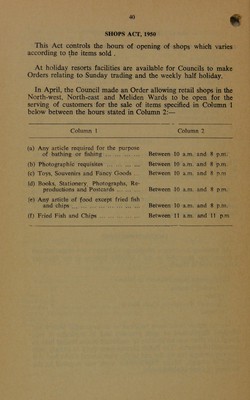 40
SHOPS ACT, 1950
This Act controls the hours of opening of shops which varies
according to the items sold .
At holiday resorts facilities are available for Councils to make
Orders relating to Sunday trading and the weekly half holiday.
In April, the Council made an Order allowing retail shops in the
North-west, North-east and Meliden Wards to be open for the
serving of customers for the sale of items specified in Column 1
below between the hours stated in Column 2:—
Column 1 Column 2
(a) Any article required for the purpose
of bathing or fishing ... ... ... Between 10 a.m. and 8 p.m.
(b) Photographic requisites ... ... ... Between 10 a.m. and 8 p.m.
(c) Toys, Souvenirs and Fancy Goods ... Between 10 a.m. and 8 p.m.
(d) Books, Stationery, Photographs, Re-
productions and Postcards ... ... Between 10 a.m. and 8 p.m.
(e) Any article of food except fried fish
and chips ... ... ... ... ... ... Between 10 a.m. and 8 p.m.
(f) Fried Fish and Chips ... ... ... Between 11 a.m. and 11 p.m.